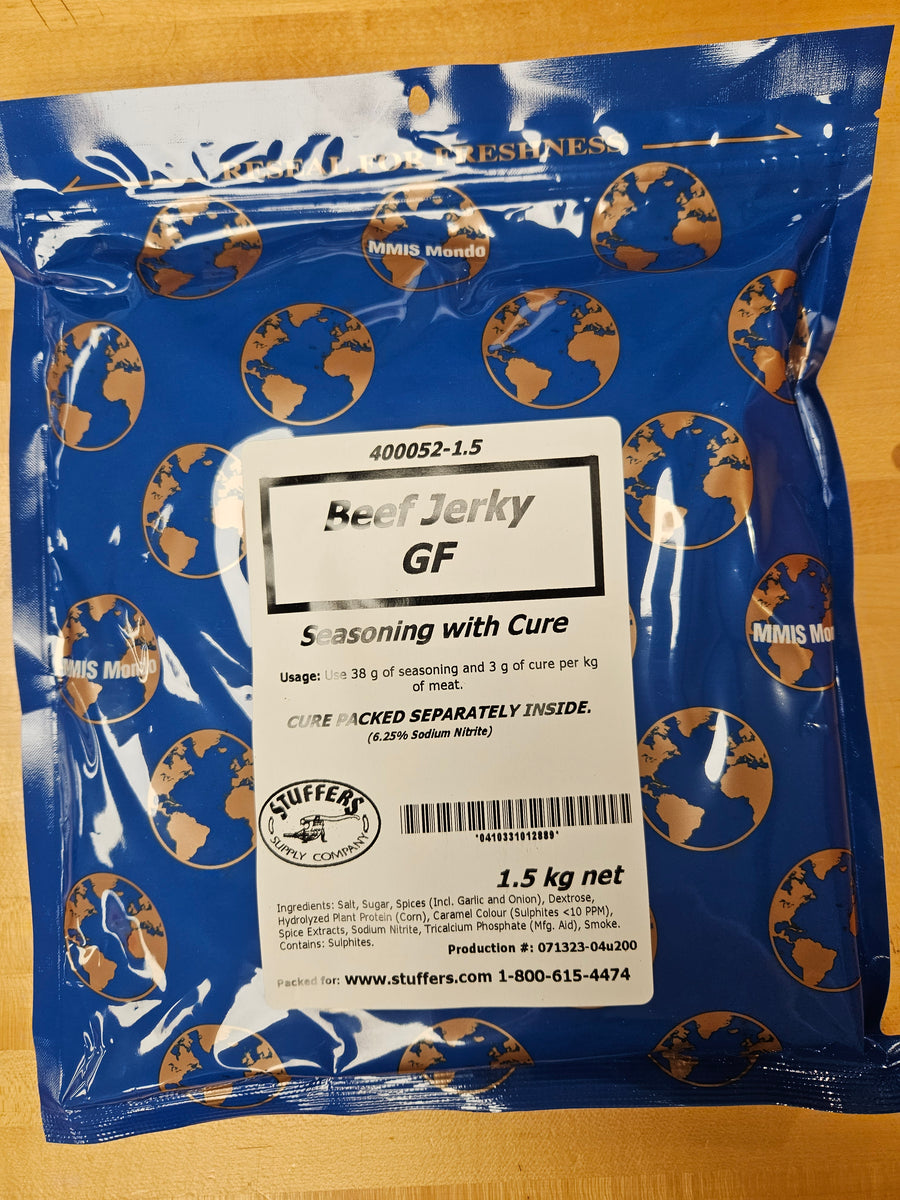 RESEAL FOR FRESHNESS
MMIS Mondo
400052-1.5
Beef Jerky
GF
Seasoning with Cure
Usage: Use 38 g of seasoning and 3 g of cure per kg
of meat.
CURE PACKED SEPARATELY INSIDE.
(6.25% Sodium Nitrite)
MMIS Mo
MMIS Mondo
STUFFERS
SUPPLY COMPANY
*0410331012889*
1.5 kg net
Ingredients: Salt, Sugar, Spices (Incl. Garlic and Onion), Dextrose,
Hydrolyzed Plant Protein (Corn), Caramel Colour (Sulphites <10 PPM),
Spice Extracts, Sodium Nitrite, Tricalcium Phosphate (Mfg. Aid), Smoke.
Contains: Sulphites.
Production #: 071323-04u200
Packed for: www.stuffers.com 1-800-615-4474